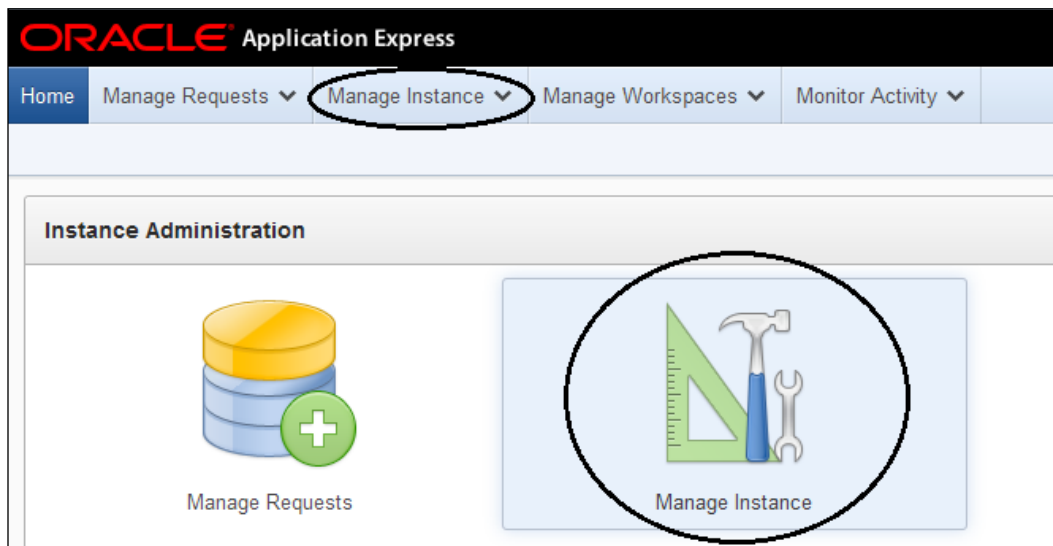 ORACLE Application Express
Home Manage Requests Manage Instance Manage Workspaces Monitor Activity
Instance Administration
Manage Requests Manage Instance